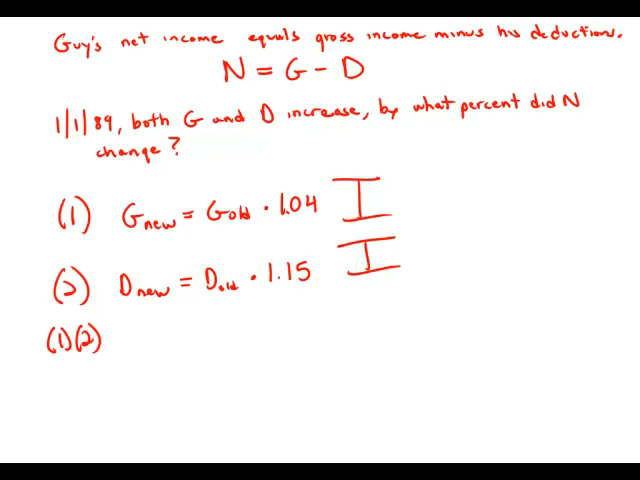 Guy's net income equals gross income minus his deductions.
N = G - D
1/1/89, both G and D increase, by what percent did N
change?
(1) Gnew = Gold · 1.04 I
(2) Dnew = Dold · 1.15 I
(1)(2)